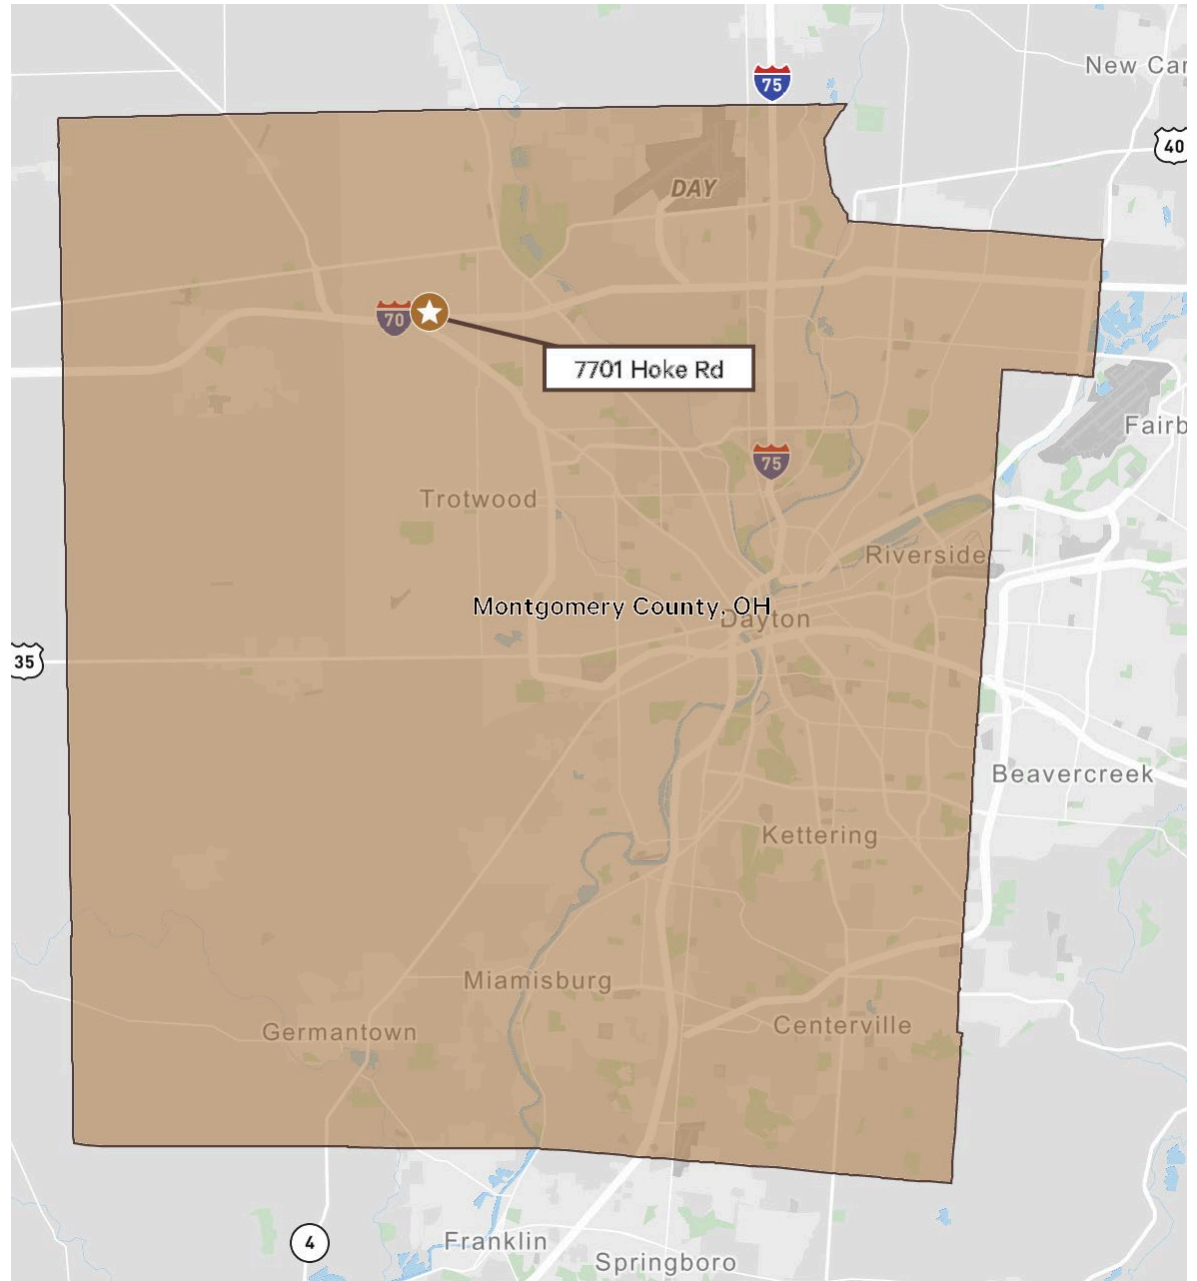 75
New Car
40
DAY
70
7701 Hoke Rd
Fairb
75
Trotwood
Riverside
Montgomery County, OH
Dayton
35
Beavercreek
Kettering
Miamisburg
Germantown
Centerville
4
Franklin
Springboro